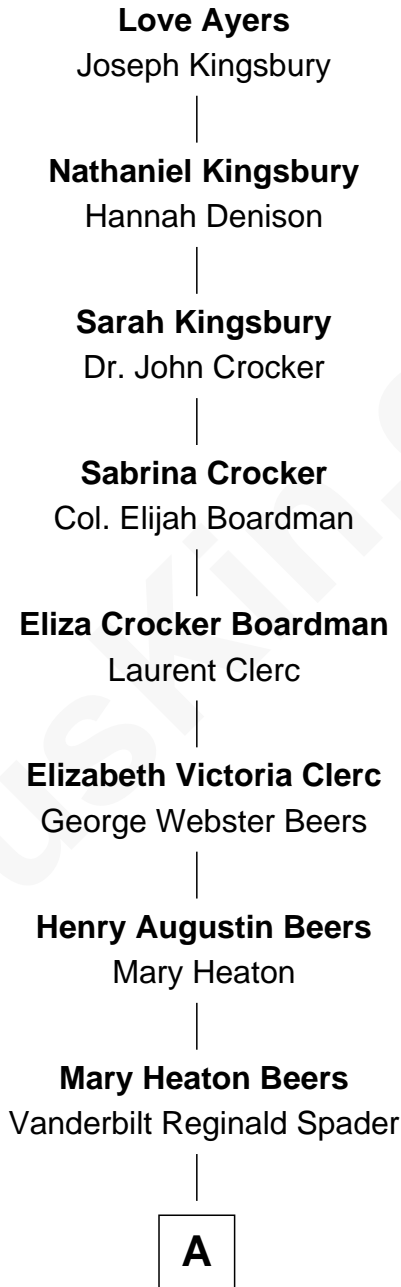 Love Ayers
Joseph Kingsbury
Nathaniel Kingsbury
Hannah Denison
Sarah Kingsbury
Dr. John Crocker
Sabrina Crocker
Col. Elijah Boardman
Eliza Crocker Boardman
Laurent Clerc
Elizabeth Victoria Clerc
George Webster Beers
Henry Augustin Beers
Mary Heaton
Mary Heaton Beers
Vanderbilt Reginald Spader
A